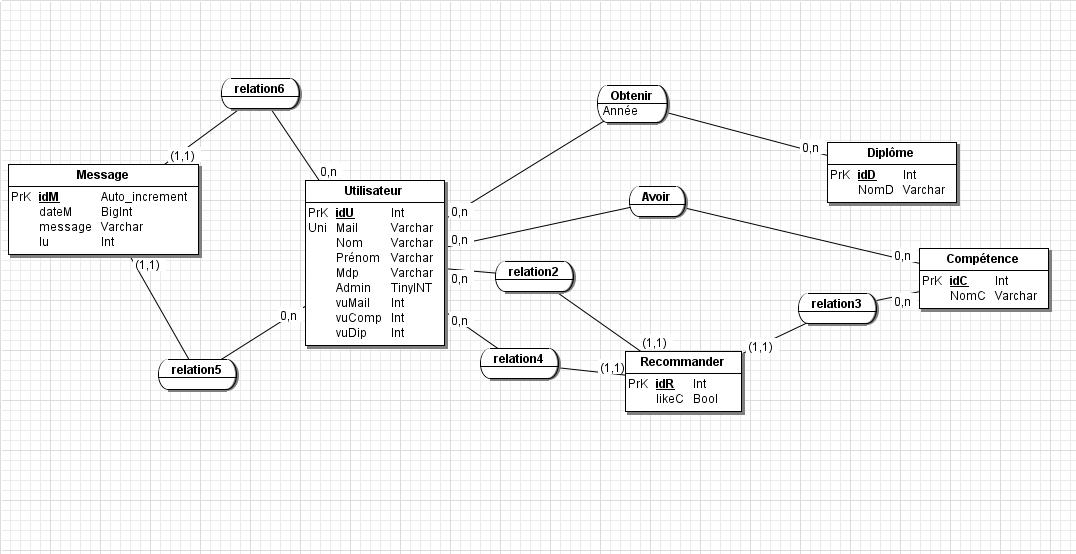 relation6
(1,1)
0,n
Message
PrK idM Auto_increment
dateM BigInt
message Varchar
lu Int
(1,1)
relation5
0,n
Utilisateur
PrK idU Int
Uni Mail Varchar
Nom Varchar
Prénom Varchar
Mdp Varchar
Admin TinyINT
vuMail Int
vuComp Int
vuDip Int
0,n
Obtenir
Année
0,n
Diplôme
PrK idD Int
NomD Varchar
0,n
Avoir
0,n
Compétence
PrK idC Int
NomC Varchar
0,n
relation2
(1,1)
0,n
relation4
(1,1)
Recommander
PrK idR Int
likeC Bool
(1,1)
relation3
0,n